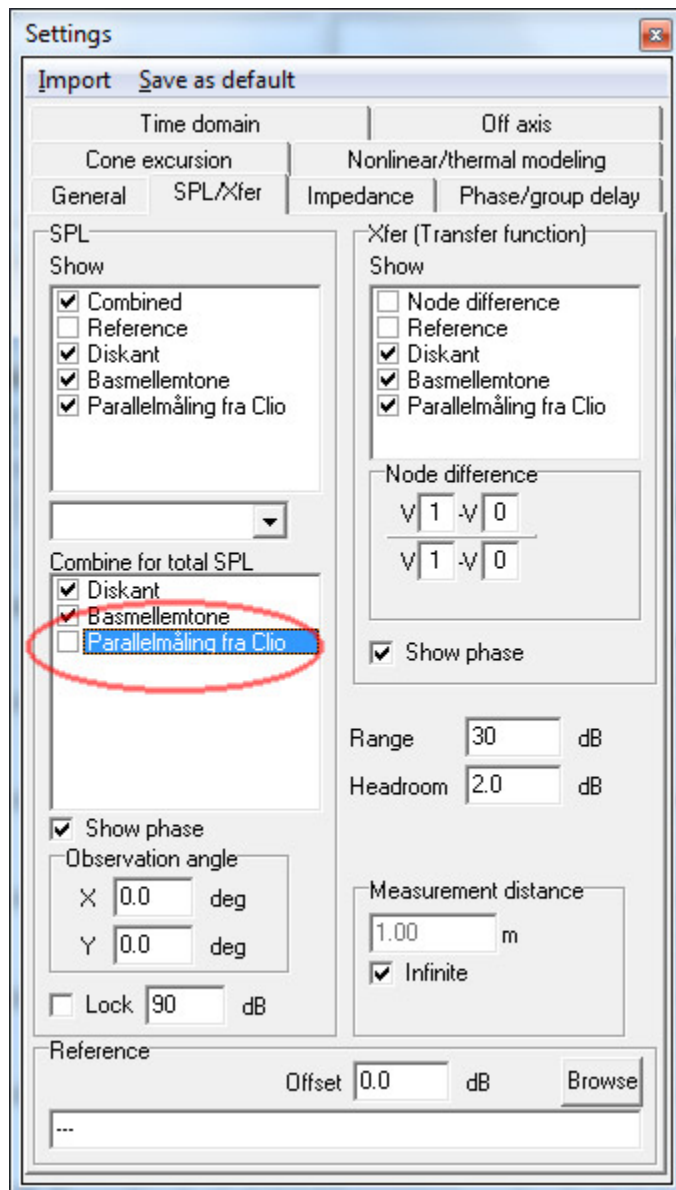 Settings
Import Save as default
Time domain Off axis
Cone excursion Nonlinear/thermal modeling
General SPL/Xfer Impedance Phase/group delay
SPL
Show
Combined
Reference
Diskant
Basmellemtone
Parallelmåling fra Clio
Combine for total SPL
Diskant
Basmellemtone
Parallelmåling fra Clio
Show phase
Observation angle
X 0.0 deg
Y 0.0 deg
Lock 90 dB
Xfer (Transfer function)
Show
Node difference
Reference
Diskant
Basmellemtone
Parallelmåling fra Clio
Node difference
V 1 -V 0
V 1 -V 0
Show phase
Range 30 dB
Headroom 2.0 dB
Measurement distance
1.00 m
Infinite
Reference
Offset 0.0 dB Browse
---